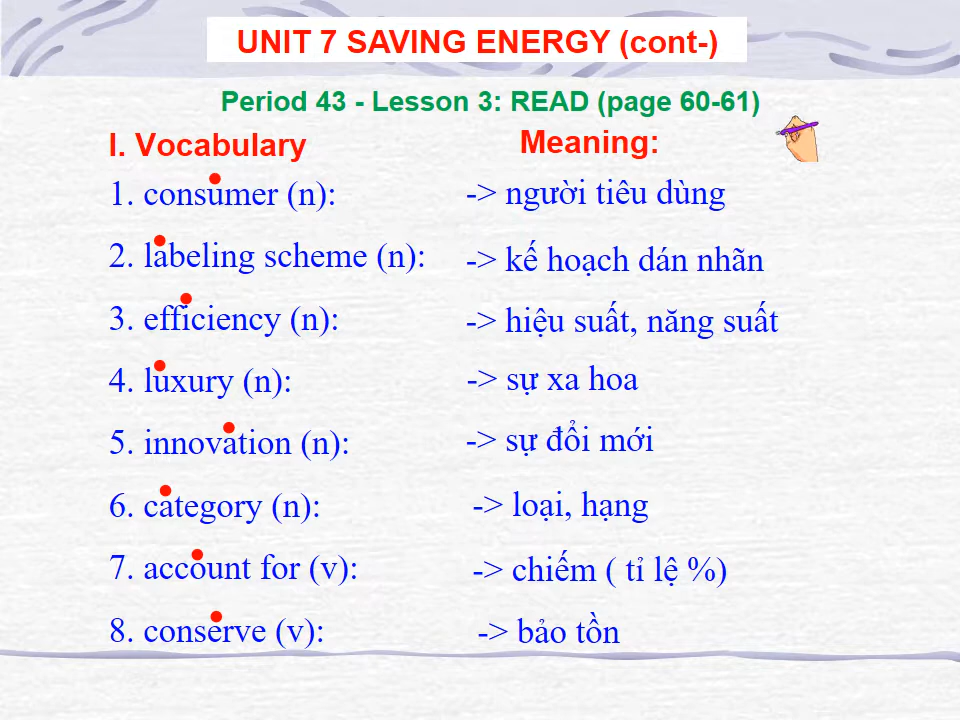 UNIT 7 SAVING ENERGY (cont-)
Period 43 - Lesson 3: READ (page 60-61)
I. Vocabulary Meaning:
1. consumer (n): -> người tiêu dùng
2. labeling scheme (n): -> kế hoạch dán nhãn
3. efficiency (n): -> hiệu suất, năng suất
4. luxury (n): -> sự xa hoa
5. innovation (n): -> sự đổi mới
6. category (n): -> loại, hạng
7. account for (v): -> chiếm ( tỉ lệ %)
8. conserve (v): -> bảo tồn